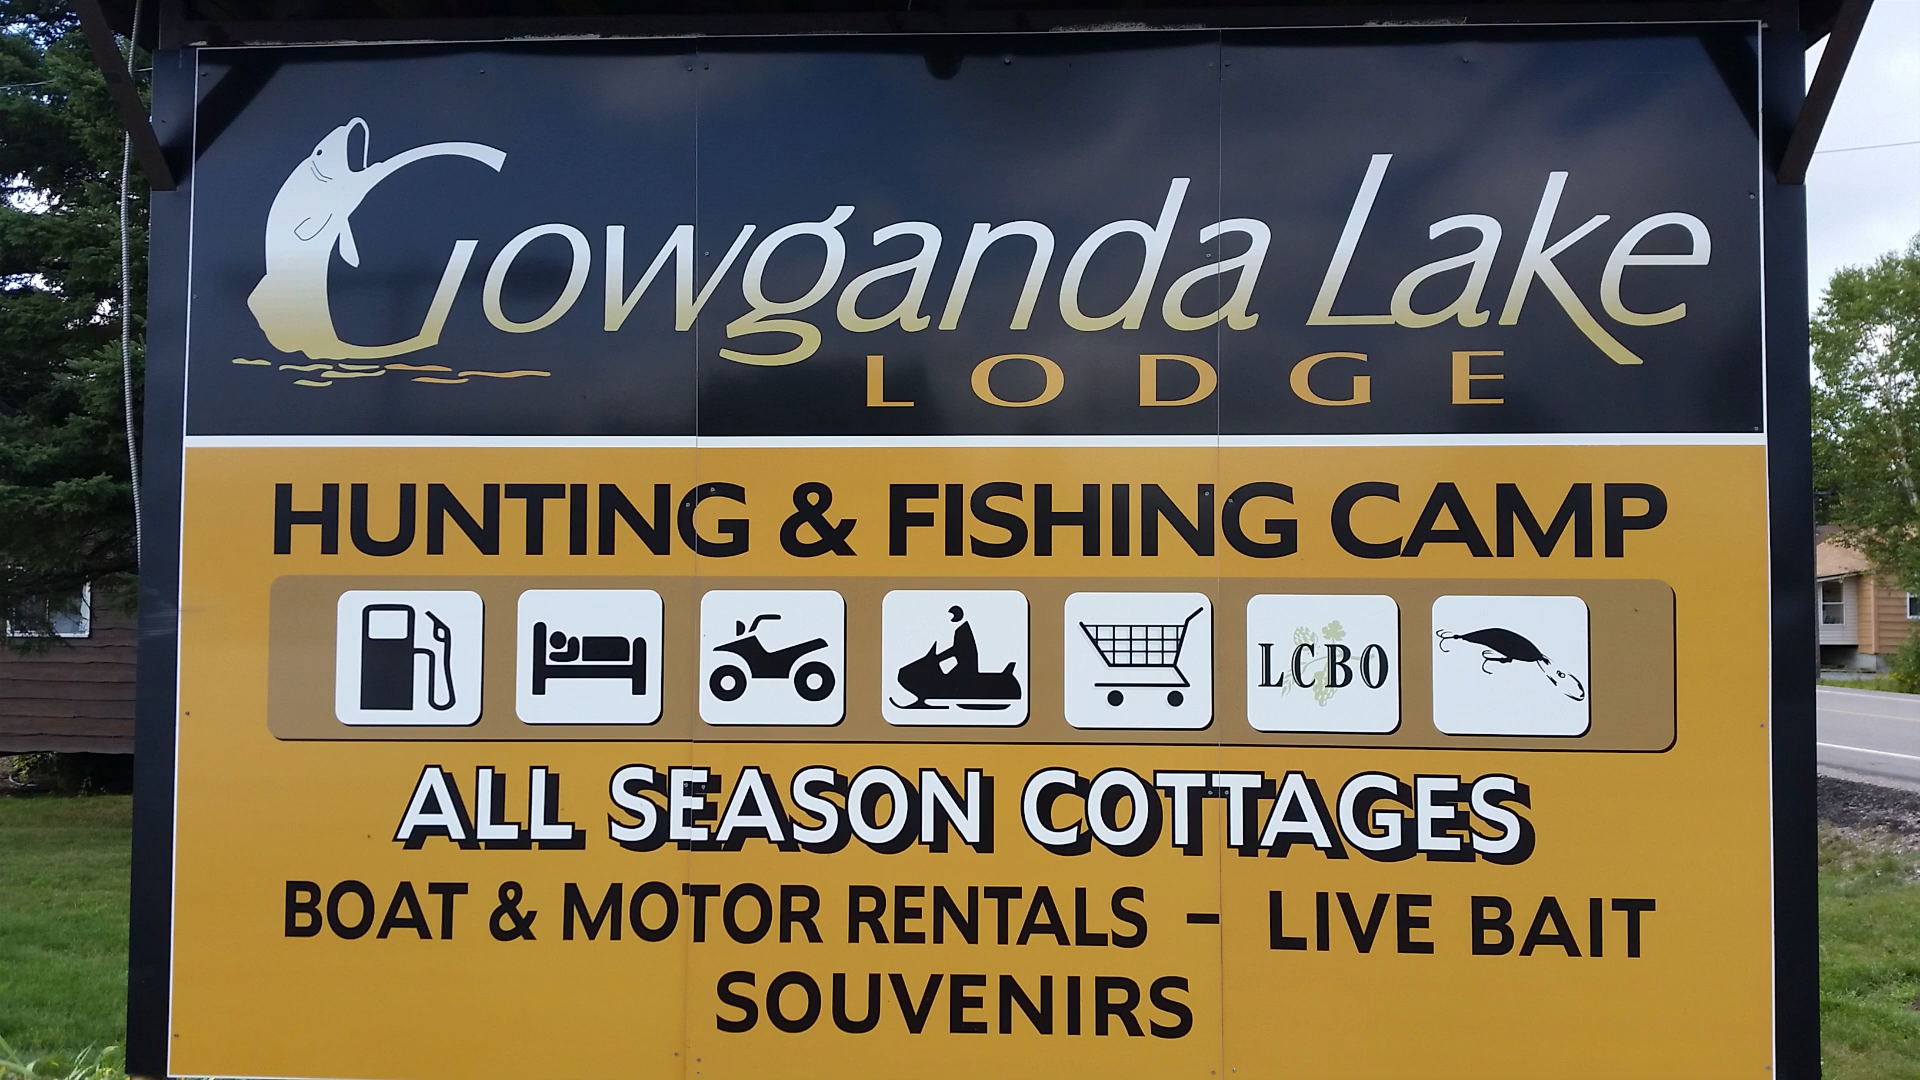 Gowganda Lake
LODGE
HUNTING & FISHING CAMP
LCBO
ALL SEASON COTTAGES
BOAT & MOTOR RENTALS – LIVE BAIT
SOUVENIRS